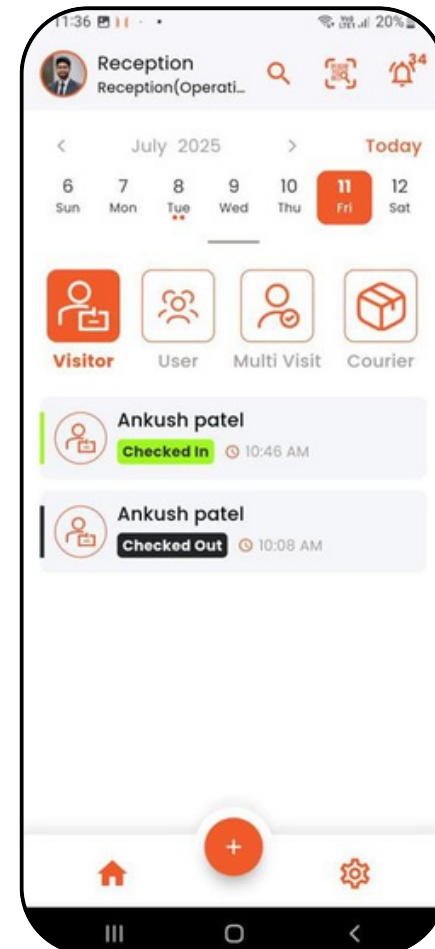 11:36 20%
Reception
Reception(Operati...
34
< July 2025 > Today
6 7 8 9 10 11 12
Sun Mon Tue Wed Thu Fri Sat
Visitor User Multi Visit Courier
Ankush patel
Checked In 10:46 AM
Ankush patel
Checked Out 10:08 AM
+